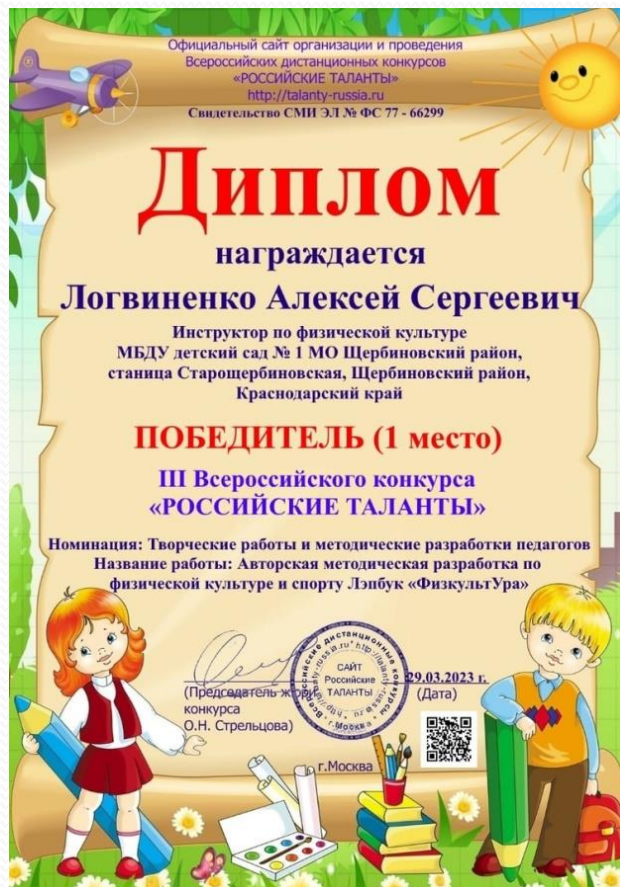 Официальный сайт организации и проведения
Всероссийских дистанционных конкурсов
«РОССИЙСКИЕ ТАЛАНТЫ»
http://talanty-russia.ru
Свидетельство СМИ ЭЛ № ФС 77 - 66299
Диплом
награждается
Логвиненко Алексей Сергеевич
Инструктор по физической культуре
МБДУ детский сад № 1 МО Щербиновский район,
станица Старощербиновская, Щербиновский район,
Краснодарский край
ПОБЕДИТЕЛЬ (1 место)
III Всероссийского конкурса
«РОССИЙСКИЕ ТАЛАНТЫ»
Номинация: Творческие работы и методические разработки педагогов
Название работы: Авторская методическая разработка по
физической культуре и спорту Лэпбук «ФизкультУра»
(Председатель жюри
конкурса
О.Н. Стрельцова)
САЙТ
Российские
ТАЛАНТЫ
г.Москва
29.03.2023 г.
(Дата)
г.Москва